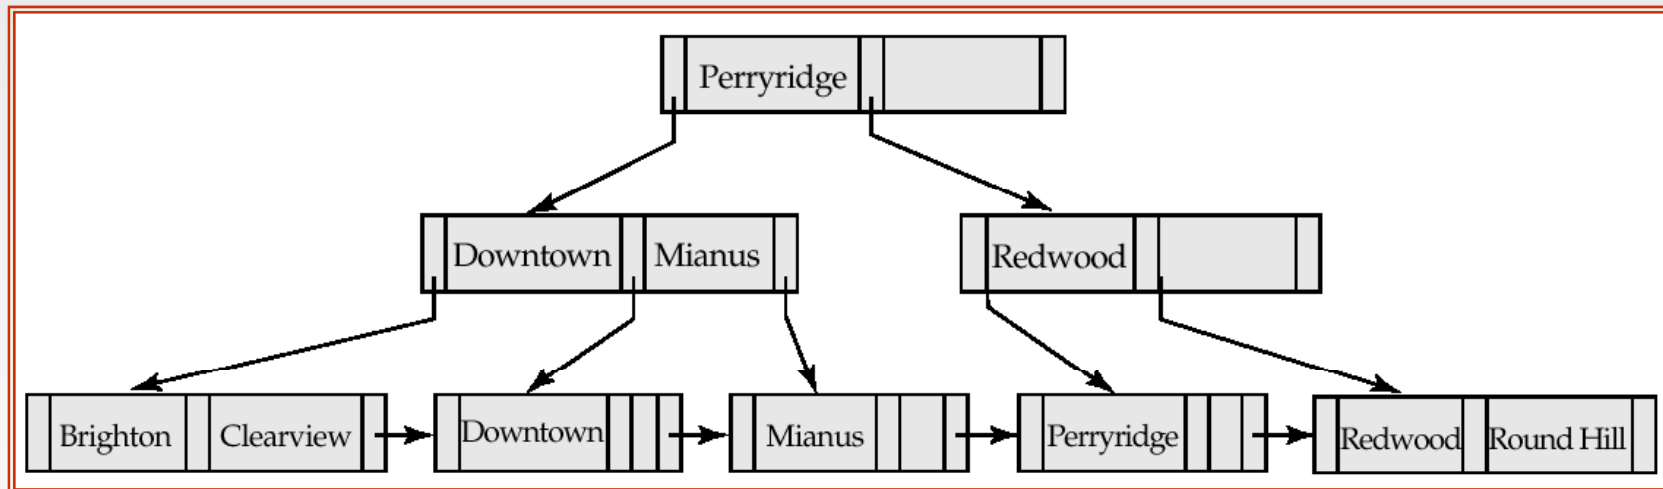 Perryridge
Downtown Mianus Redwood
Brighton Clearview Downtown Mianus Perryridge Redwood Round Hill